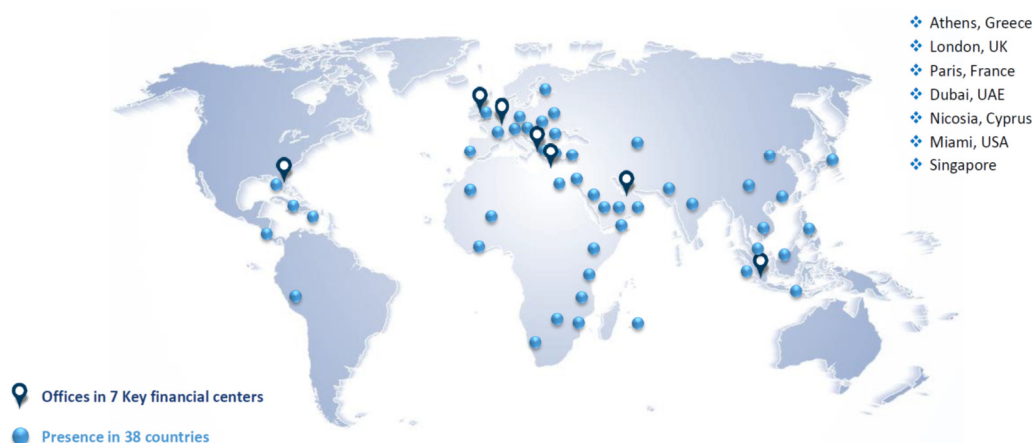 Athens, Greece
London, UK
Paris, France
Dubai, UAE
Nicosia, Cyprus
Miami, USA
Singapore
Offices in 7 Key financial centers
Presence in 38 countries